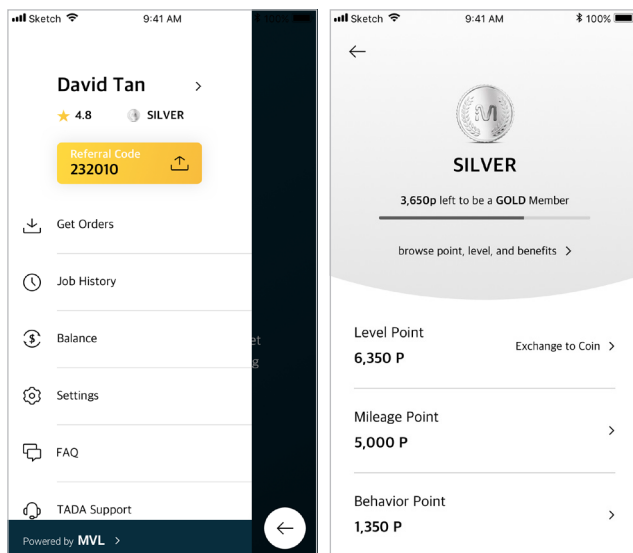 Sketch 9:41 AM 100%
David Tan
4.8 SILVER
Referral Code
232010
Get Orders
Job History
Balance
et
g
Settings
FAQ
TADA Support
Powered by MVL
Sketch 9:41 AM 100%
M
SILVER
3,650p left to be a GOLD Member
browse point, level, and benefits
Level Point
6,350 P
Exchange to Coin
Mileage Point
5,000 P
Behavior Point
1,350 P